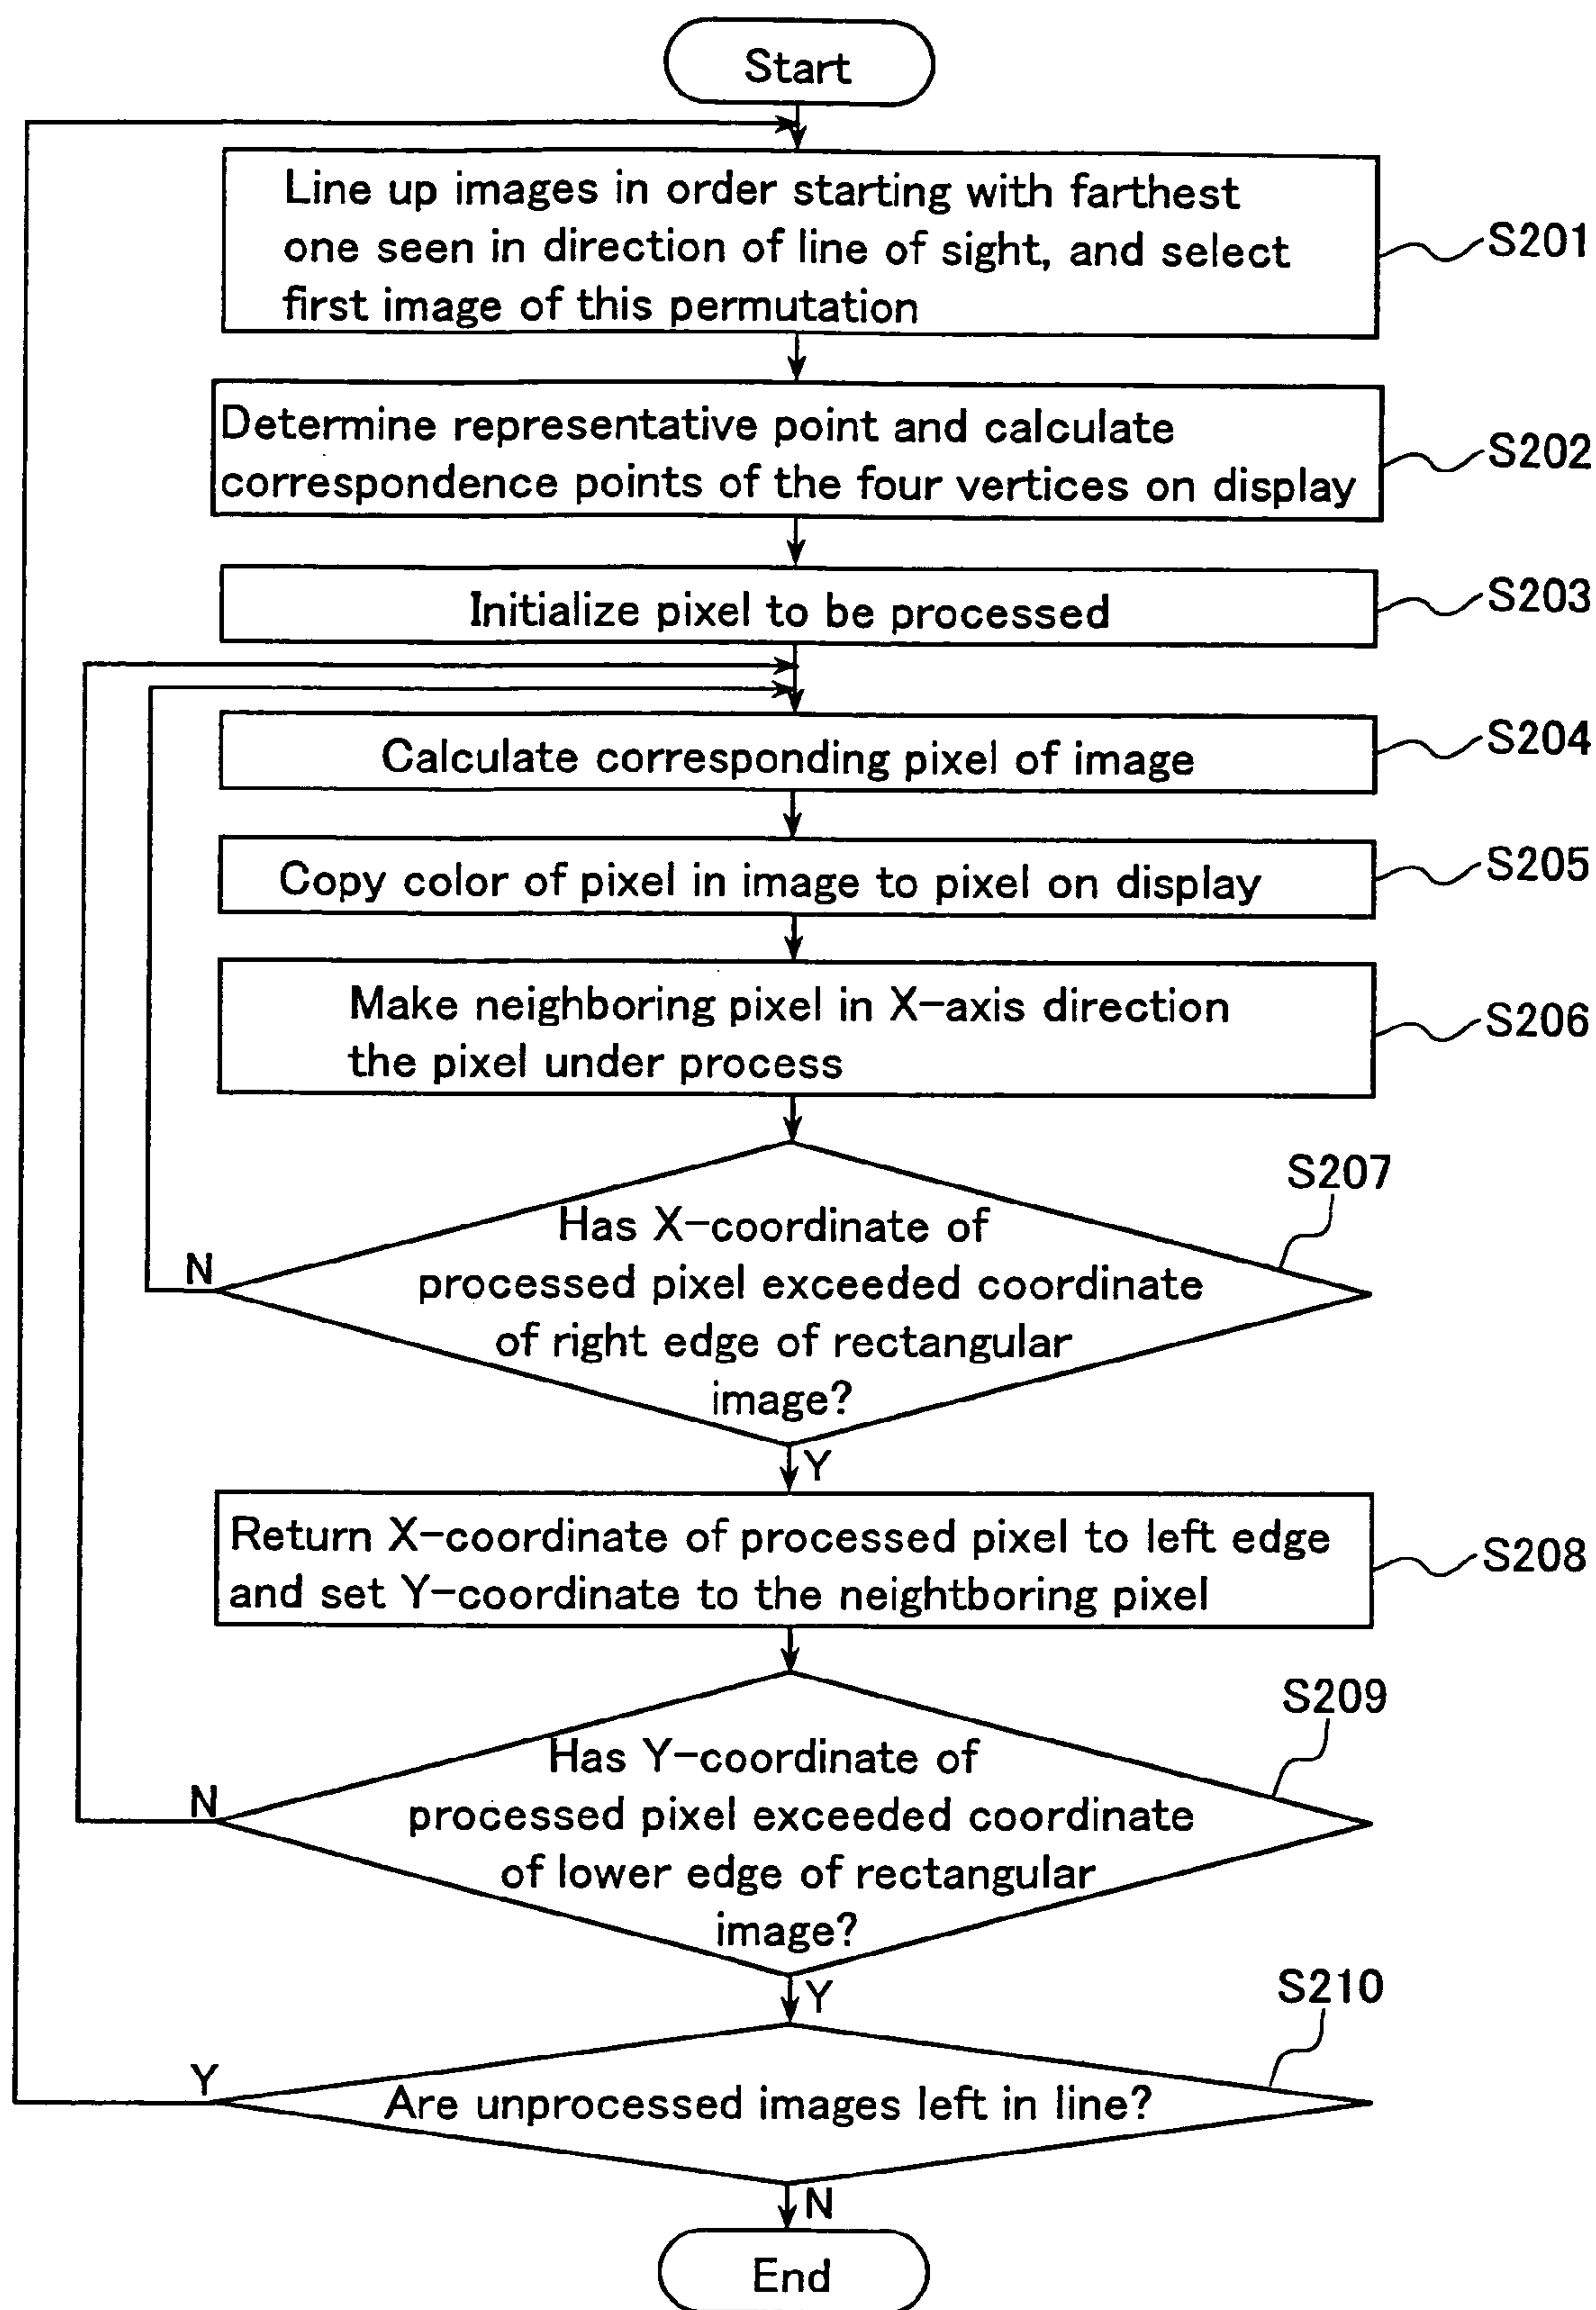 Start
Line up images in order starting with farthest
one seen in direction of line of sight, and select
first image of this permutation
S201
Determine representative point and calculate
correspondence points of the four vertices on display
S202
Initialize pixel to be processed
S203
Calculate corresponding pixel of image
S204
Copy color of pixel in image to pixel on display
S205
Make neighboring pixel in X-axis direction
the pixel under process
S206
S207
Has X-coordinate of
processed pixel exceeded coordinate
of right edge of rectangular
image?
N
Y
Return X-coordinate of processed pixel to left edge
and set Y-coordinate to the neightboring pixel
S208
S209
Has Y-coordinate of
processed pixel exceeded coordinate
of lower edge of rectangular
image?
N
Y
S210
Y
Are unprocessed images left in line?
N
End